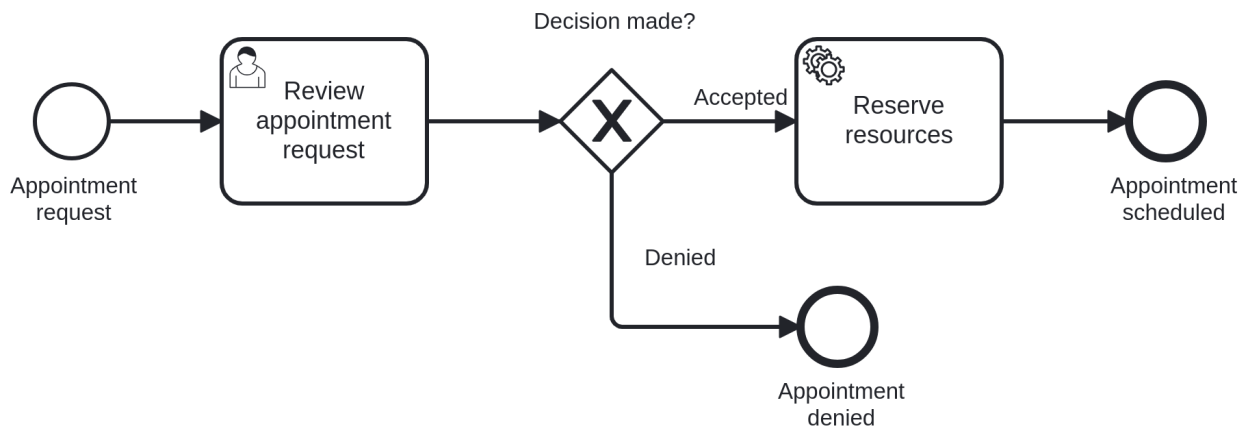 Decision made?
Review
appointment
request
Accepted
Reserve
resources
Appointment
request
Appointment
scheduled
Denied
Appointment
denied